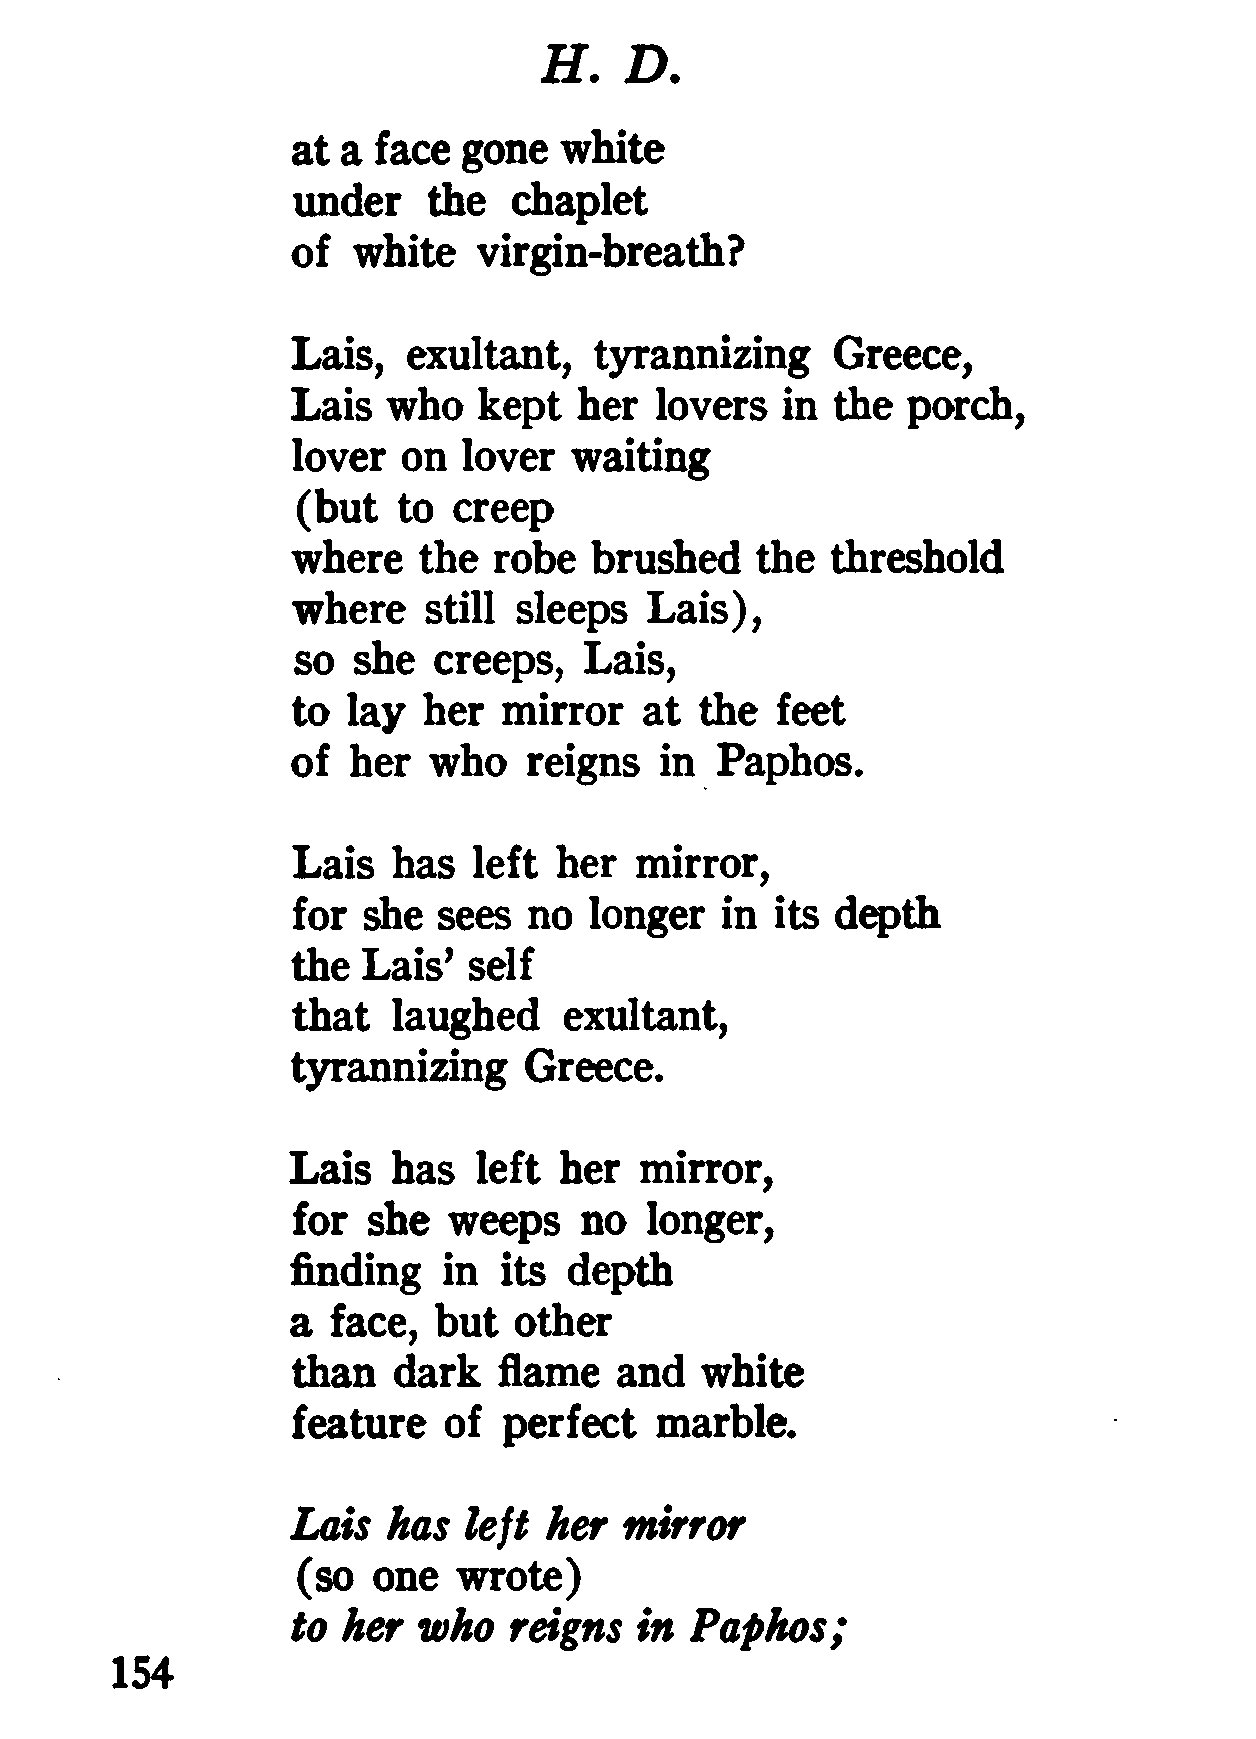 H. D.
at a face gone white
under the chaplet
of white virgin-breath?
Lais, exultant, tyrannizing Greece,
Lais who kept her lovers in the porch,
lover on lover waiting
(but to creep
where the robe brushed the threshold
where still sleeps Lais),
so she creeps, Lais,
to lay her mirror at the feet
of her who reigns in Paphos.
Lais has left her mirror,
for she sees no longer in its depth
the Lais' self
that laughed exultant,
tyrannizing Greece.
Lais has left her mirror,
for she weeps no longer,
finding in its depth
a face, but other
than dark flame and white
feature of perfect marble.
Lais has left her mirror
(so one wrote)
to her who reigns in Paphos;
154